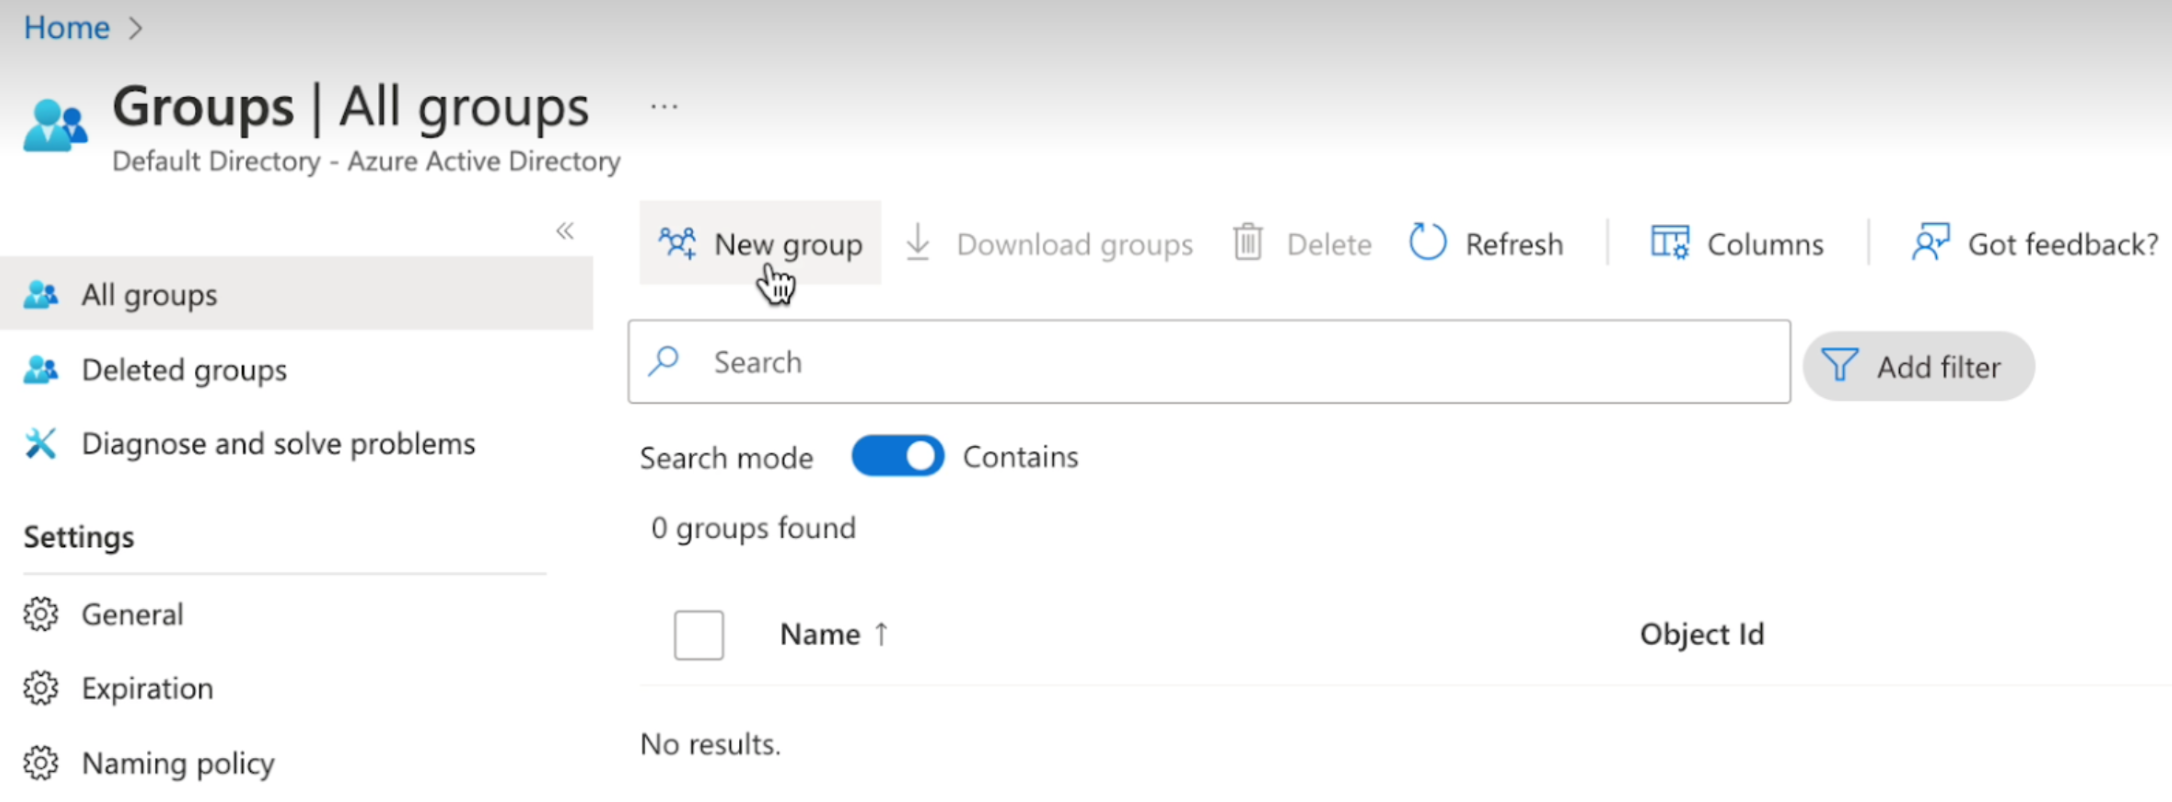 Home >
Groups | All groups ...
Default Directory - Azure Active Directory
«
All groups
Deleted groups
Diagnose and solve problems
Settings
General
Expiration
Naming policy
New group Download groups Delete Refresh Columns Got feedback?
Search Add filter
Search mode Contains
0 groups found
Name ↑ Object Id
No results.